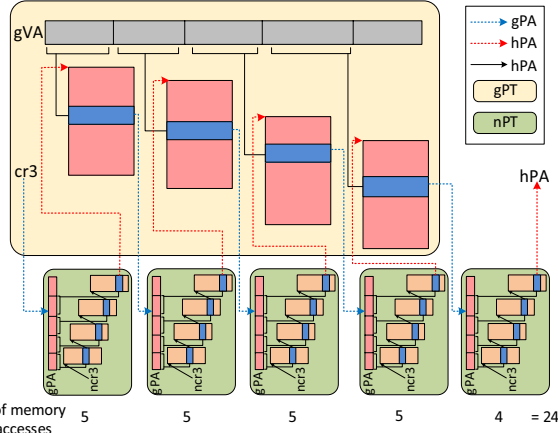 gVA
gPA
hPA
hPA
gPT
nPT
cr3
hPA
gPA
ncr3
gPA
ncr3
gPA
ncr3
gPA
ncr3
gPA
ncr3
of memory 5 5 5 5 4 = 24
accesses